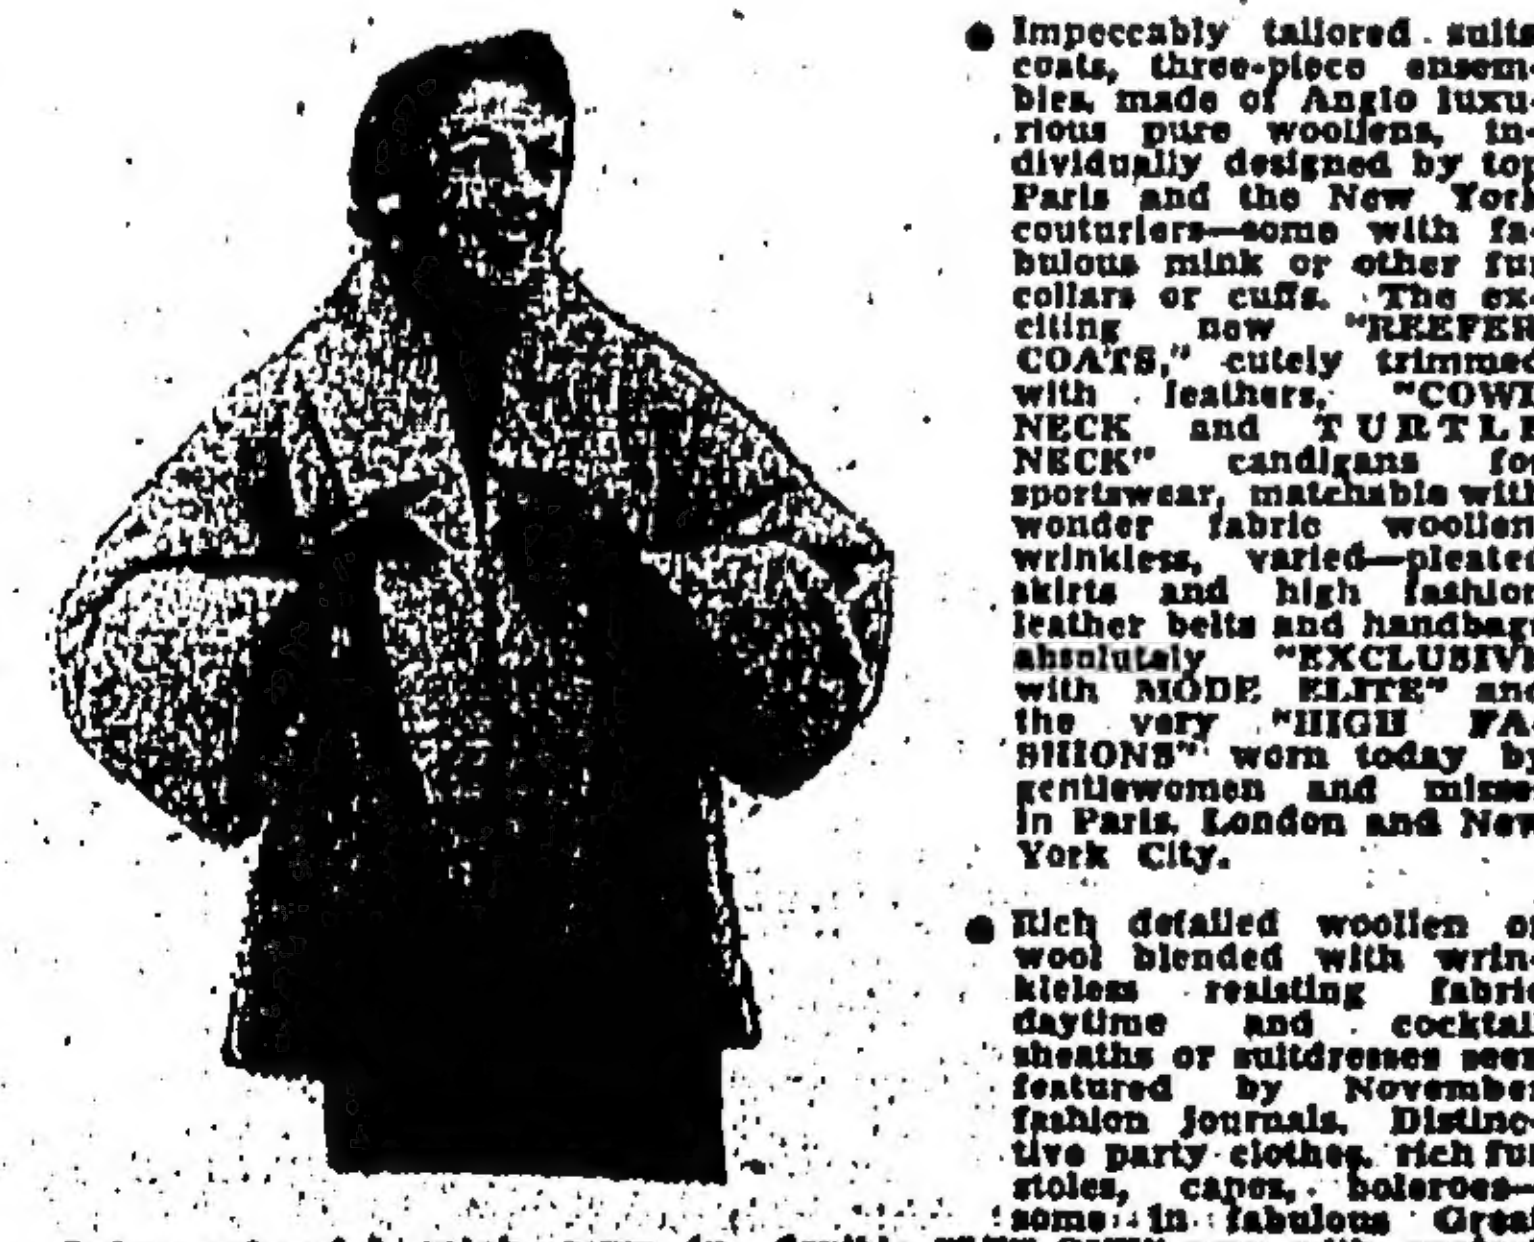 Impeccably tailored suits
coats, three-piece ensem-
bles, made of Anglo luxu-
rious pure woollens, in-
dividually designed by top
Paris and the New York
couturiers—some with fa-
bulous mink or other fur
collars or cuffs. The ex-
citing new "REEFER
COATS," cutely trimmed
with leathers, "COWL
NECK and TURTLE
NECK" candigans for
sportswear, matchable with
wonder fabric woollen
wrinkless, varied—pleated
skirts and high fashion
leather belts and handbags
absolutely "EXCLUSIVE
with MODE ELITE" and
the very "HIGH FA-
SHIONS" worn today by
gentlewomen and misses
in Paris, London and New
York City.
Rich detailed woollen or
wool blended with wrin-
kleless resisting fabric
daytime and cocktail
sheaths or suitdresses seen
featured by November
fashion journals. Distinc-
tive party clothes, rich fur
stoles, capes, boleroes—
some in fabulous Great